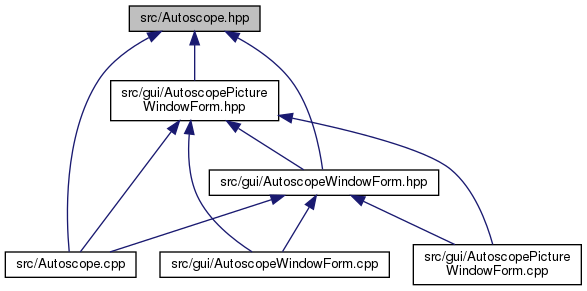 src/Autoscope.hpp
src/gui/AutoscopePicture
WindowForm.hpp
src/gui/AutoscopeWindowForm.hpp
src/Autoscope.cpp
src/gui/AutoscopeWindowForm.cpp
src/gui/AutoscopePicture
WindowForm.cpp